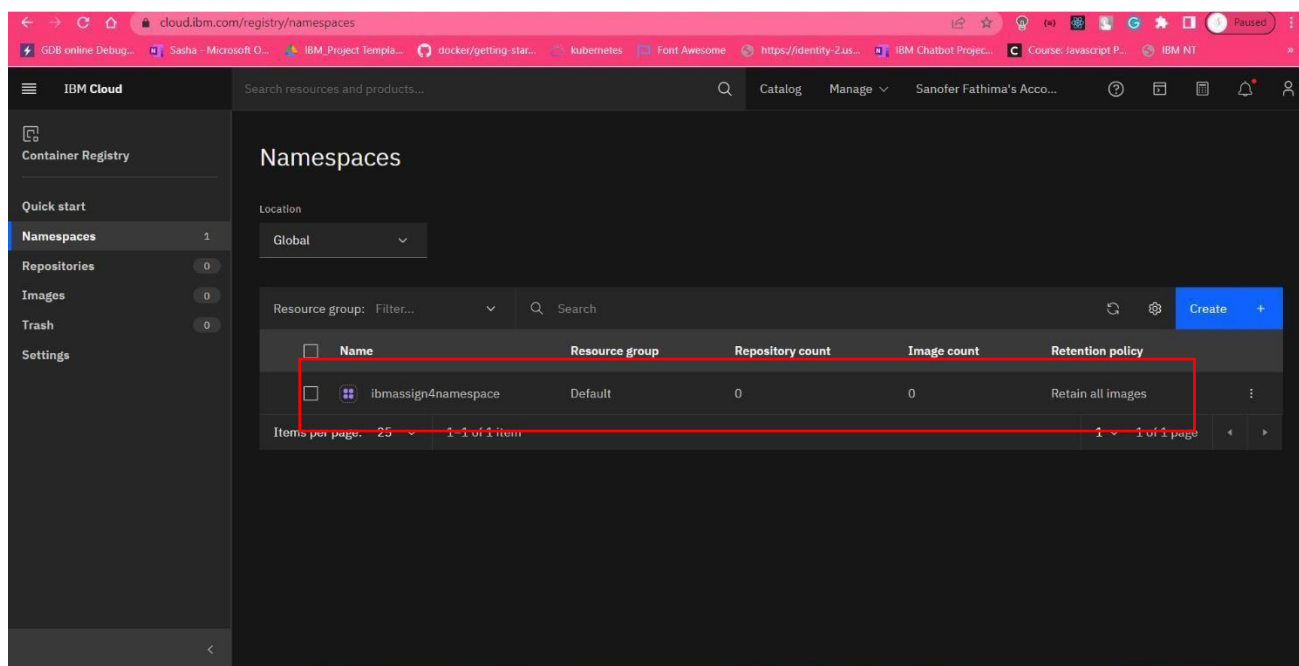 cloud.ibm.com/registry/namespaces
Paused
GDB online Debug... Sasha - Microsoft O... IBM_Project Templa... docker/getting-star... kubernetes Font Awesome https://identity-2.us... IBM Chatbot Projec... C Course: Javascript P... IBM NT »
IBM Cloud Search resources and products... Catalog Manage Sanofer Fathima's Acco...
Container Registry
Namespaces
Quick start
Location
Namespaces 1
Global
Repositories 0
Images 0
Resource group: Filter... Search Create +
Trash 0
Settings
Name Resource group Repository count Image count Retention policy
ibmassign4namespace Default 0 0 Retain all images
Items per page: 25 1–1 of 1 item 1 1 of 1 page